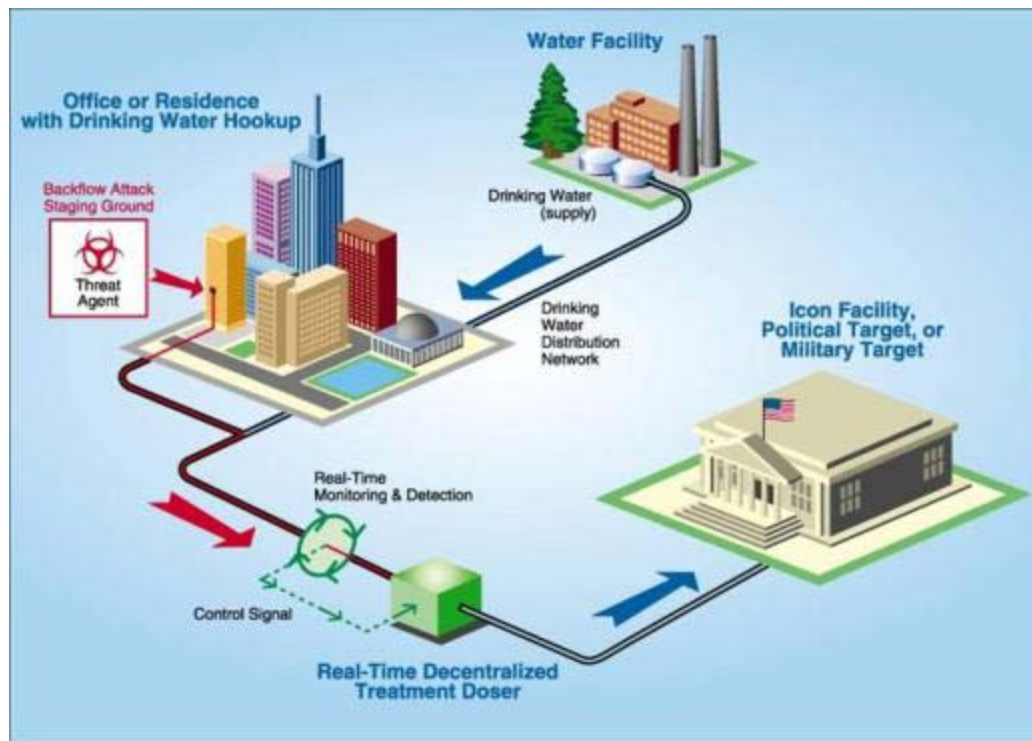 Water Facility
Office or Residence
with Drinking Water Hookup
Backflow Attack
Staging Ground
Threat
Agent
Drinking Water
(supply)
Drinking
Water
Distribution
Network
Icon Facility,
Political Target, or
Military Target
Real-Time
Monitoring & Detection
Control Signal
Real-Time Decentralized
Treatment Doser